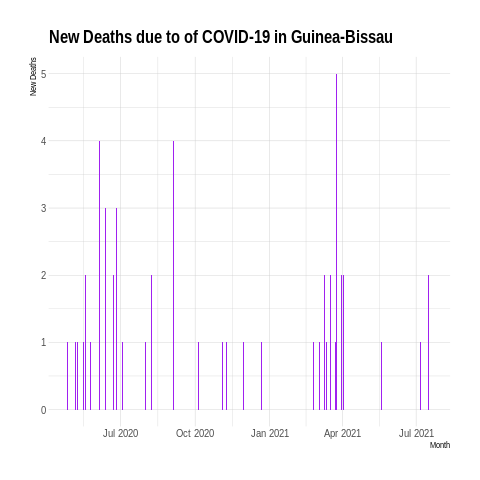 New Deaths due to of COVID-19 in Guinea-Bissau
New Deaths
5
4
3
2
1
0
Jul 2020 Oct 2020 Jan 2021 Apr 2021 Jul 2021
Month